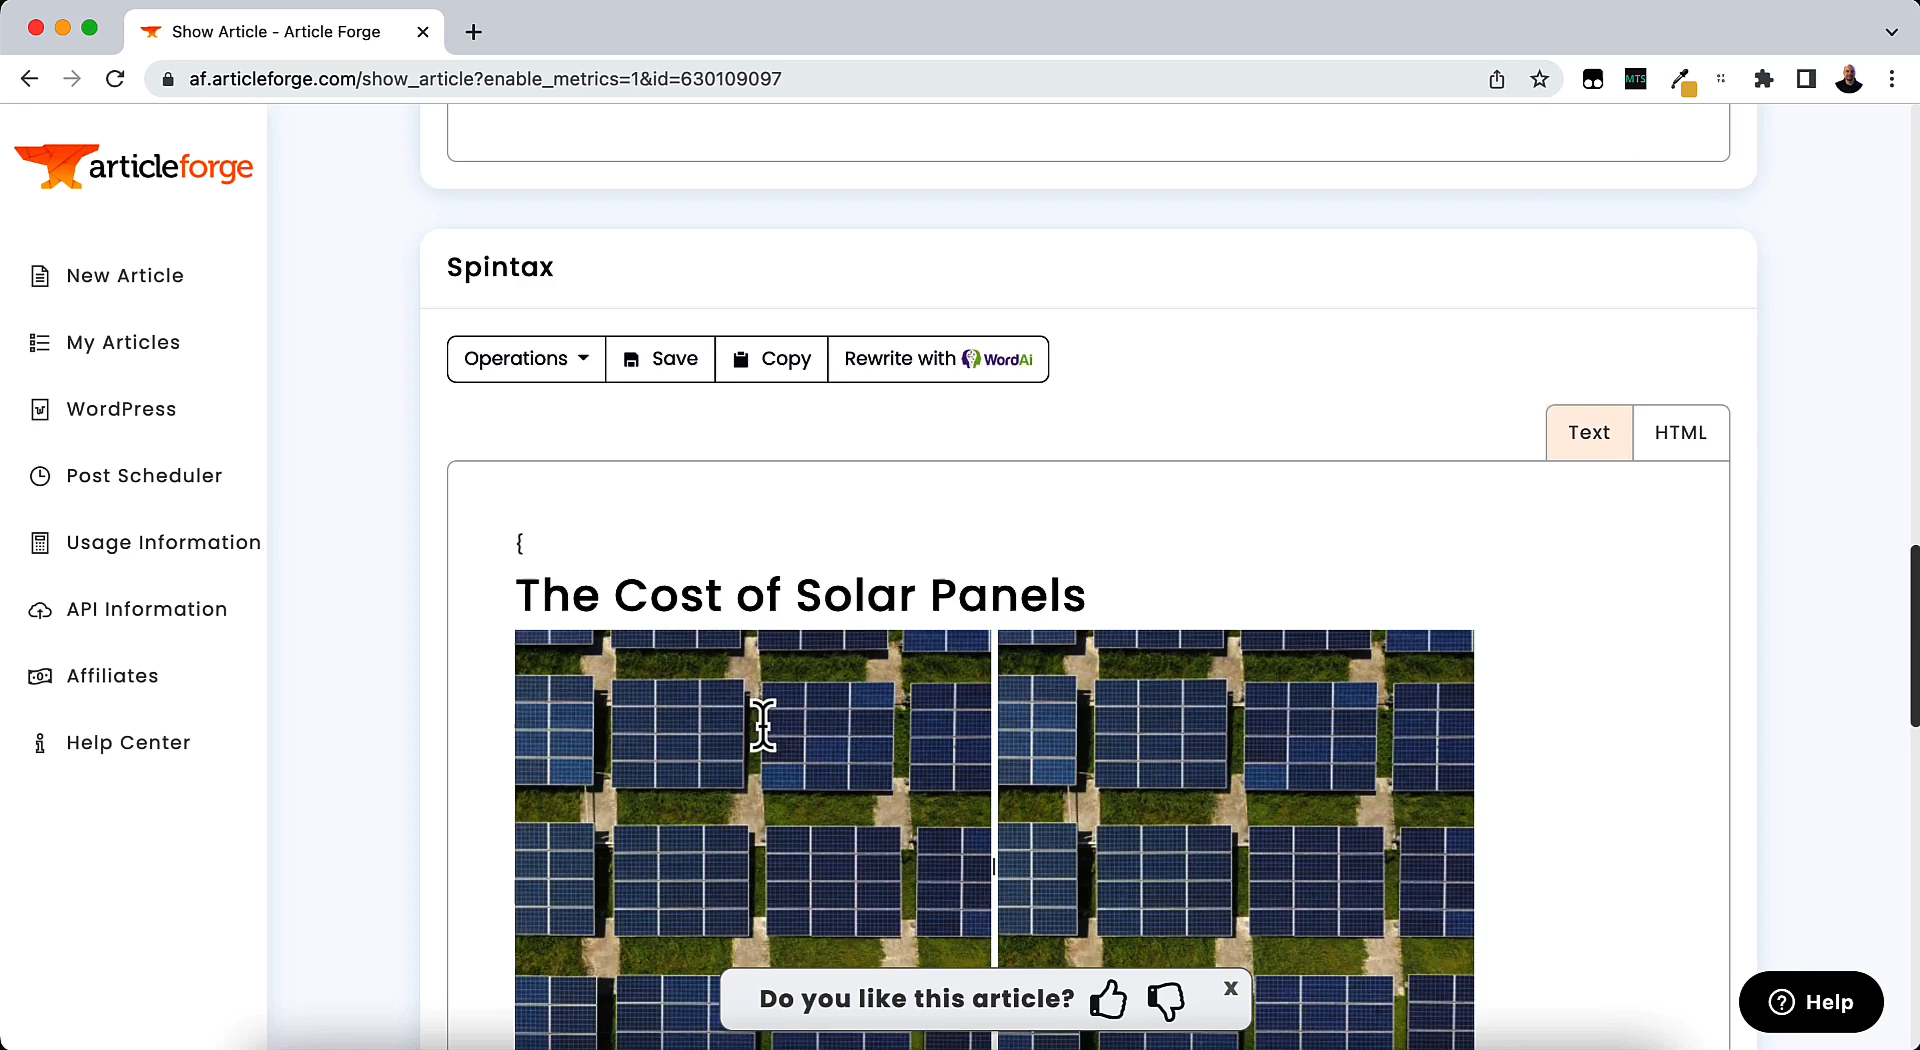 Show Article - Article Forge
af.articleforge.com/show_article?enable_metrics=1&id=630109097
MTS
articleforge
New Article
My Articles
WordPress
Post Scheduler
Usage Information
API Information
Affiliates
Help Center
Spintax
Operations
Save
Copy
Rewrite with WordAi
Text
HTML
{
The Cost of Solar Panels
Do you like this article?
x
? Help